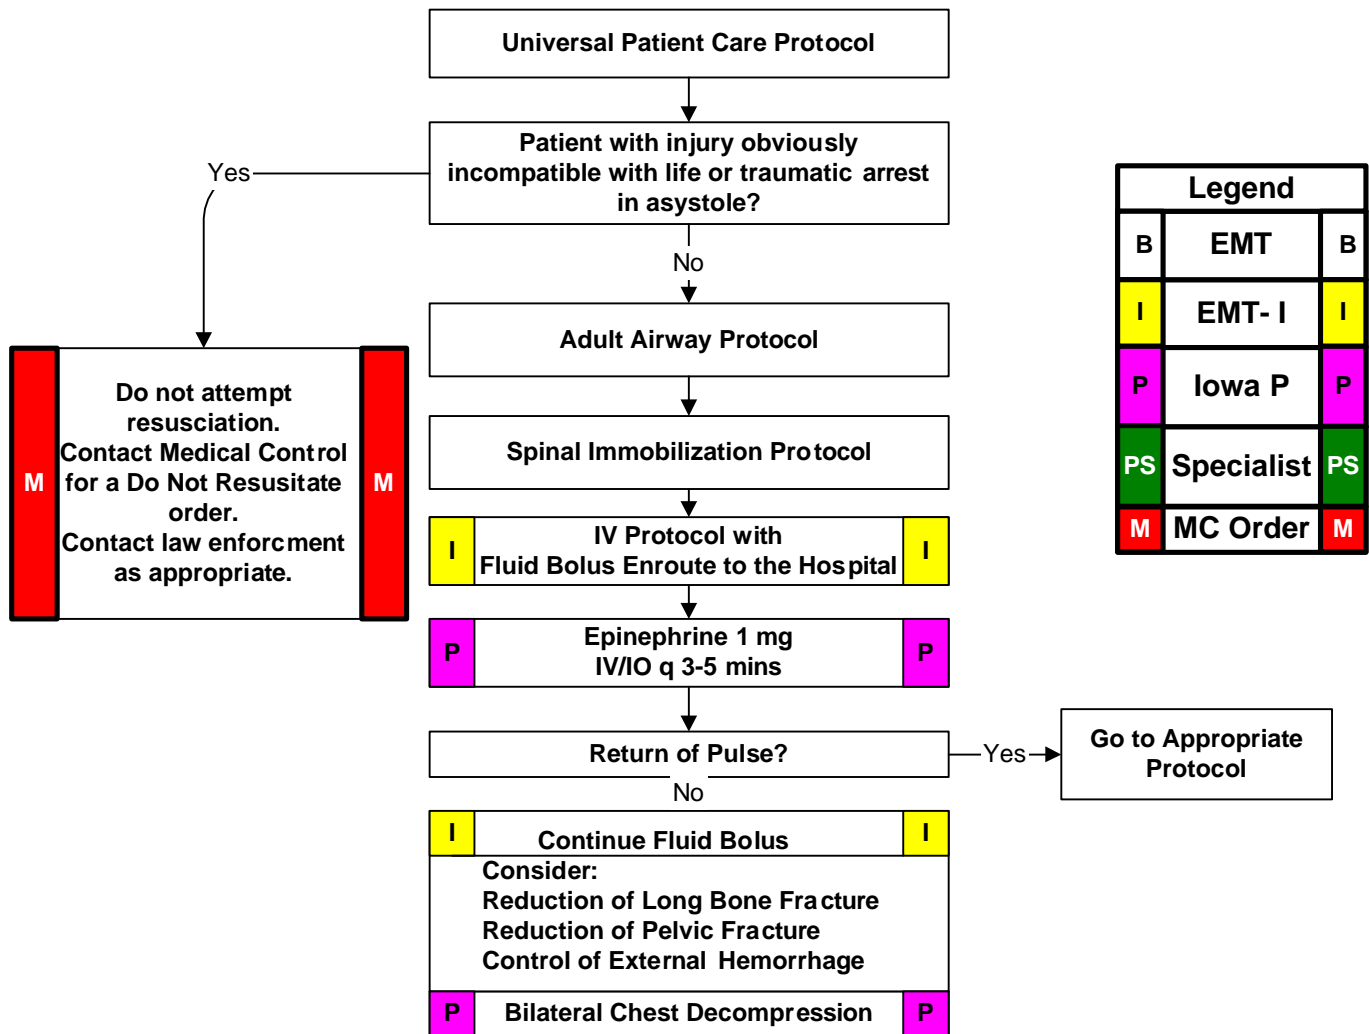 Universal Patient Care Protocol
Patient with injury obviously
incompatible with life or traumatic arrest
in asystole?
Yes
No
Legend
B EMT B
I EMT- I I
P Iowa P P
PS Specialist PS
M MC Order M
Adult Airway Protocol
M
Do not attempt
resusciation.
Contact Medical Control
for a Do Not Resusitate
order.
Contact law enforcment
as appropriate.
M
Spinal Immobilization Protocol
I
IV Protocol with
Fluid Bolus Enroute to the Hospital
I
P
Epinephrine 1 mg
IV/IO q 3-5 mins
P
Return of Pulse?
Yes
Go to Appropriate
Protocol
No
I Continue Fluid Bolus I
Consider:
Reduction of Long Bone Fracture
Reduction of Pelvic Fracture
Control of External Hemorrhage
P Bilateral Chest Decompression P